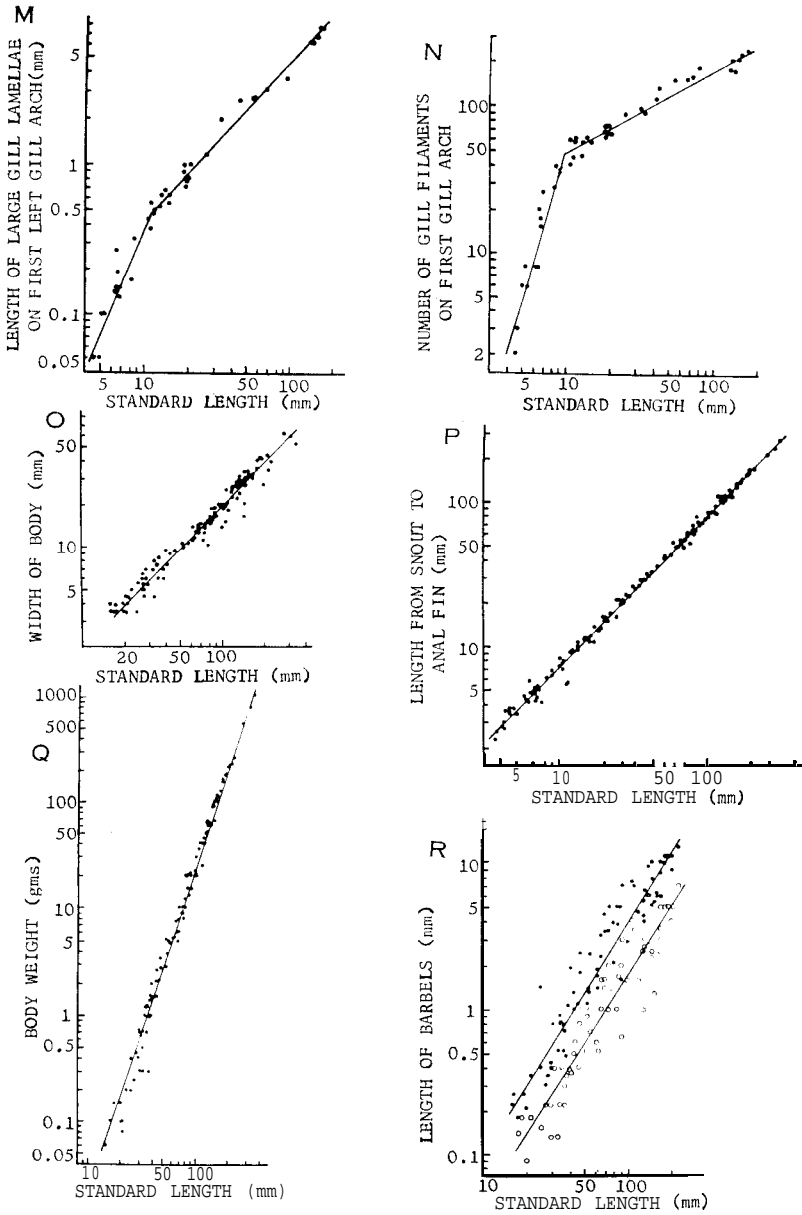 M
LENGTH OF LARGE GILL LAMELLAE
ON FIRST LEFT GILL ARCH(mm)
5
1
0.5
0.1
0.05
5 10 50 100
STANDARD LENGTH (mm)
N
NUMBER OF GILL FILAMENTS
ON FIRST GILL ARCH
100
50
10
5
2
5 10 50 100
STANDARD LENGTH (mm)
O
WIDTH OF BODY (mm)
50
10
5
20 50 100
STANDARD LENGTH (mm)
P
LENGTH FROM SNOUT TO
ANAL FIN (mm)
100
50
10
5
5 10 50 100
STANDARD LENGTH (mm)
Q
BODY WEIGHT (gms)
1000
500
100
50
10
5
1
0.5
0.1
0.05
10 50 100
STANDARD LENGTH (mm)
R
LENGTH OF BARBELS (mm)
10
5
1
0.5
0.1
10 50 100
STANDARD LENGTH (mm)